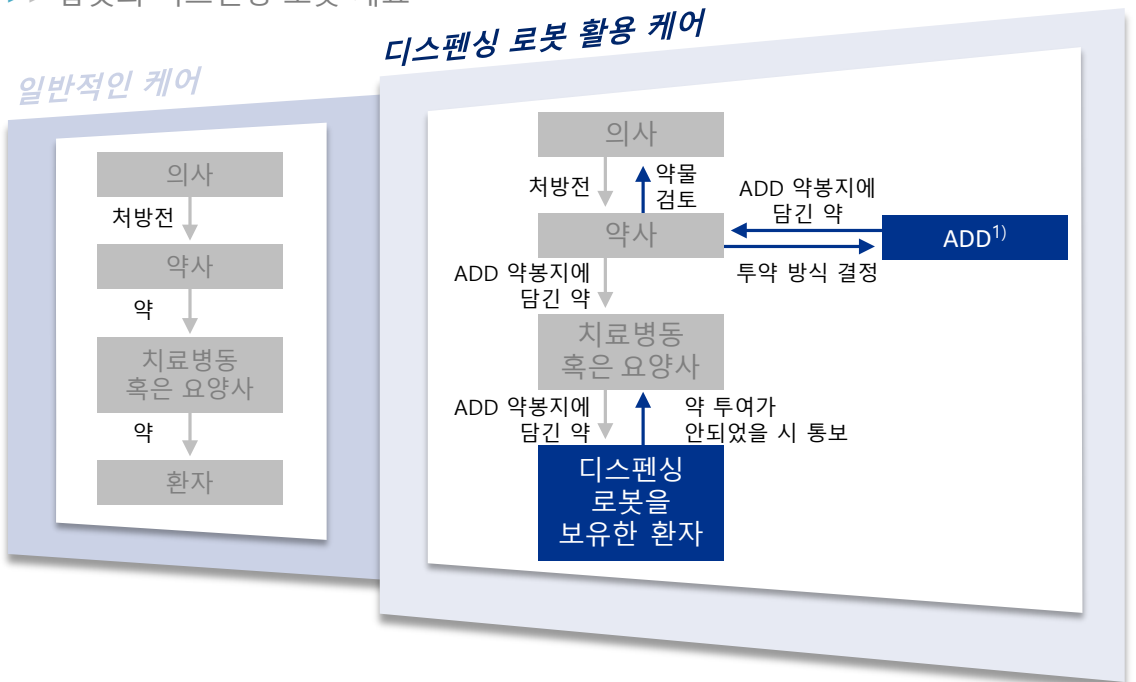 디스펜싱 로봇 활용 케어
일반적인 케어
의사
처방전
약사
약
치료병동
혹은 요양사
약
환자
의사
처방전
약물
검토
약사
ADD 약봉지에
담긴 약
ADD1)
투약 방식 결정
ADD 약봉지에
담긴 약
치료병동
혹은 요양사
ADD 약봉지에
담긴 약
약 투여가
안되었을 시 통보
디스펜싱
로봇을
보유한 환자